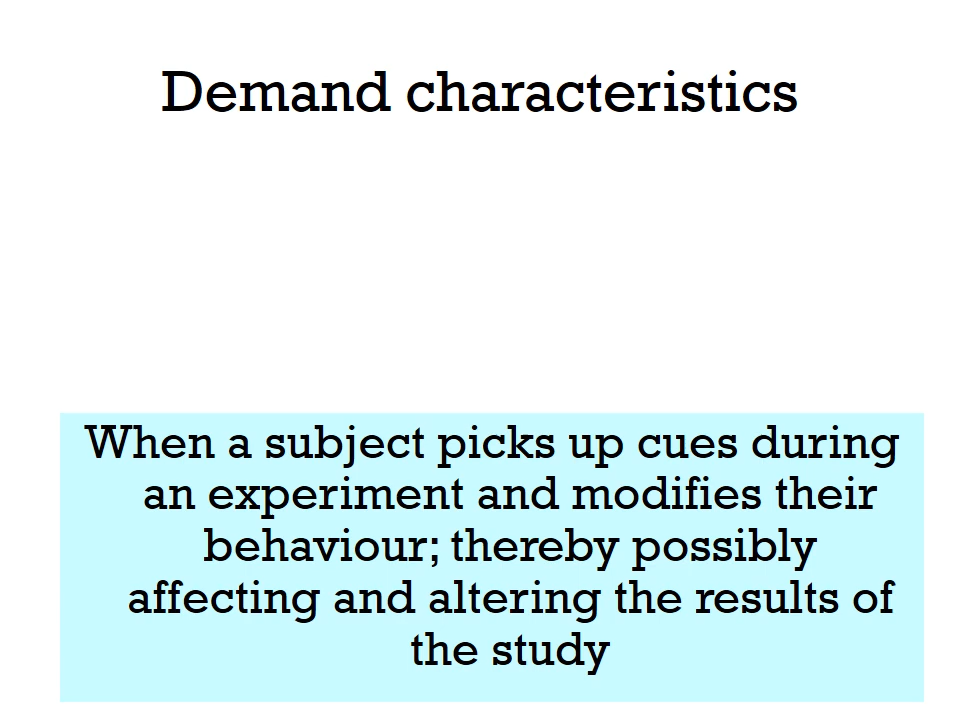 Demand characteristics
When a subject picks up cues during
an experiment and modifies their
behaviour; thereby possibly
affecting and altering the results of
the study